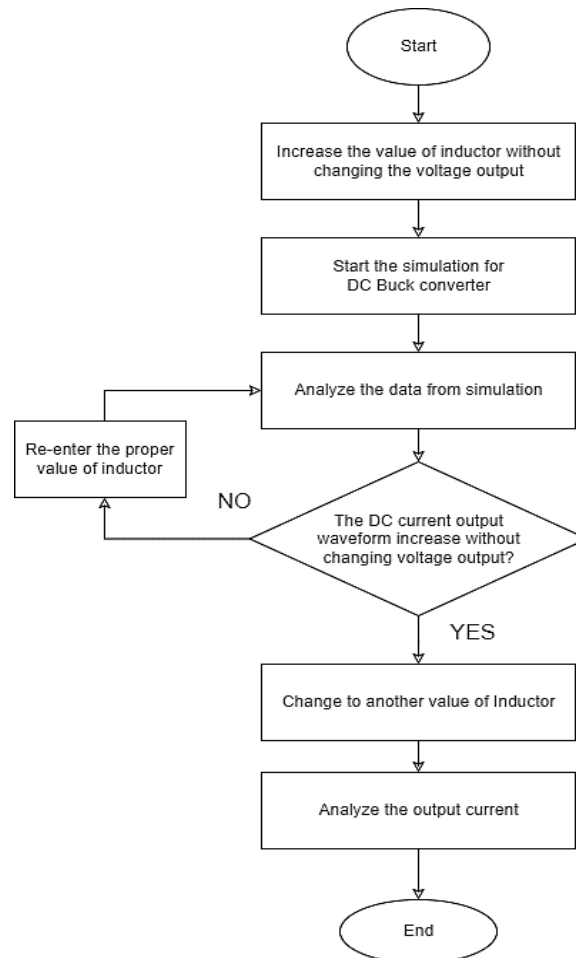 Start
Increase the value of inductor without
changing the voltage output
Start the simulation for
DC Buck converter
Analyze the data from simulation
Re-enter the proper
value of inductor
NO
The DC current output
waveform increase without
changing voltage output?
YES
Change to another value of Inductor
Analyze the output current
End